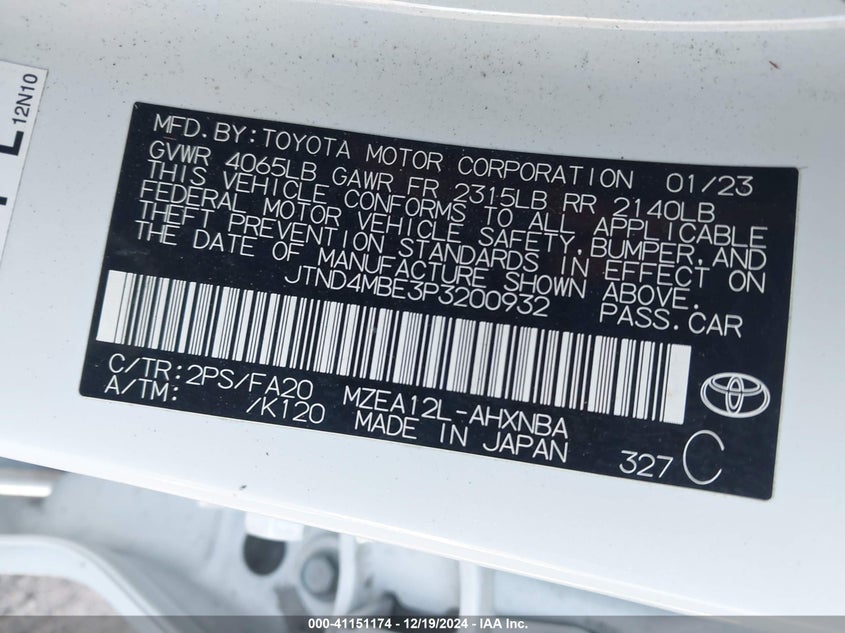 12N10
MFD.BY:TOYOTA MOTOR CORPORATION 01/23
GVWR 4065LB GAWR FR 2315LB RR 2140LB
THIS VEHICLE CONFORMS TO ALL APPLICABLE
FEDERAL MOTOR VEHICLE SAFETY,BUMPER,AND
THEFT PREVENTION STANDARDS IN EFFECT ON
THE DATE OF MANUFACTURE SHOWN ABOVE.
JTND4MBE3P3200932 PASS.CAR
C/TR:2PS/FA20 MZEA12L-AHXNBA
A/TM: /K120 MADE IN JAPAN
327 C
000-41151174 - 12/19/2024 - IAA Inc.